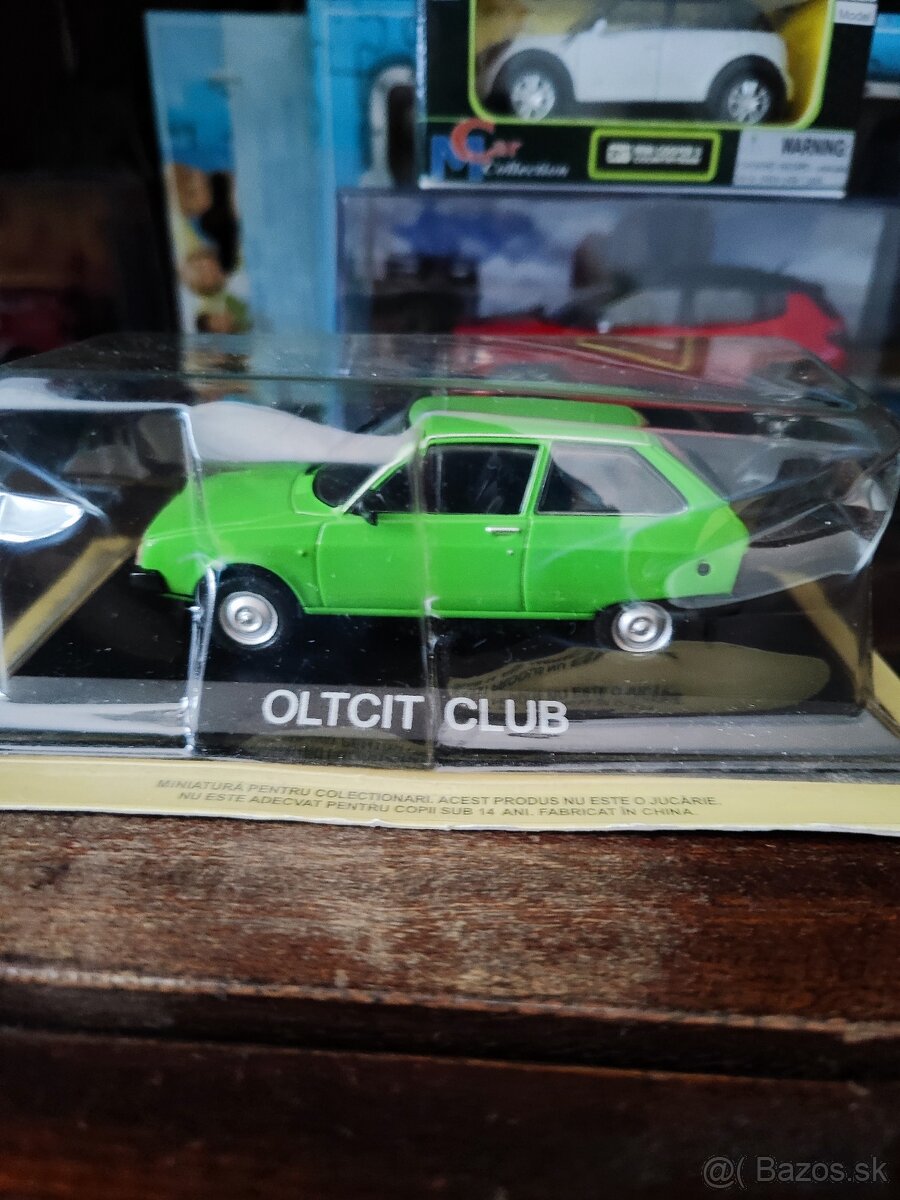 Model
Car
Collection
WARNING
OLTCIT CLUB
MINIATURĂ PENTRU COLECȚIONARI. ACEST PRODUS NU ESTE O JUCĂRIE.
NU ESTE ADECVAT PENTRU COPII SUB 14 ANI. FABRICAT ÎN CHINA.
@( Bazos.sk